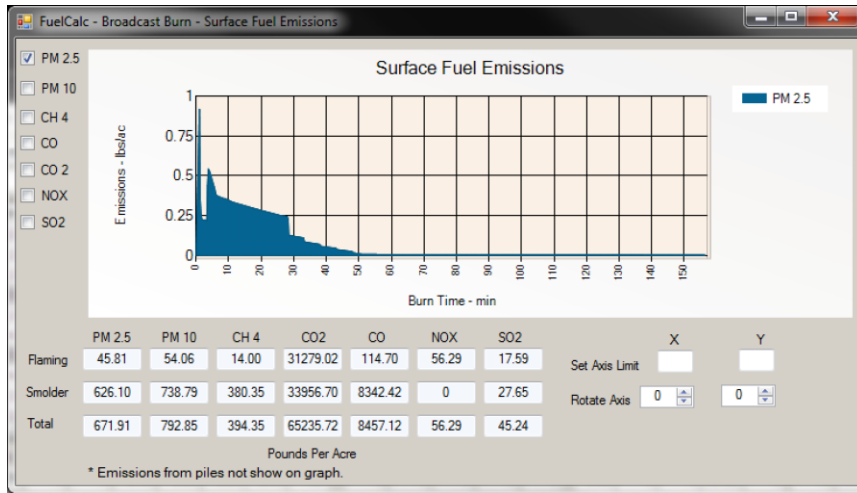 FuelCalc - Broadcast Burn - Surface Fuel Emissions
PM 2.5
PM 10
CH 4
CO
CO 2
NOX
SO2
Surface Fuel Emissions
PM 2.5
Emissions - lbs/ac
1
0.75
0.5
0.25
0
0 10 20 30 40 50 60 70 80 90 100 110 120 130 140 150
Burn Time - min
PM 2.5 PM 10 CH 4 CO2 CO NOX SO2
Flaming 45.81 54.06 14.00 31279.02 114.70 56.29 17.59
Smolder 626.10 738.79 380.35 33956.70 8342.42 0 27.65
Total 671.91 792.85 394.35 65235.72 8457.12 56.29 45.24
Pounds Per Acre
* Emissions from piles not show on graph.
X Y
Set Axis Limit
Rotate Axis 0 0